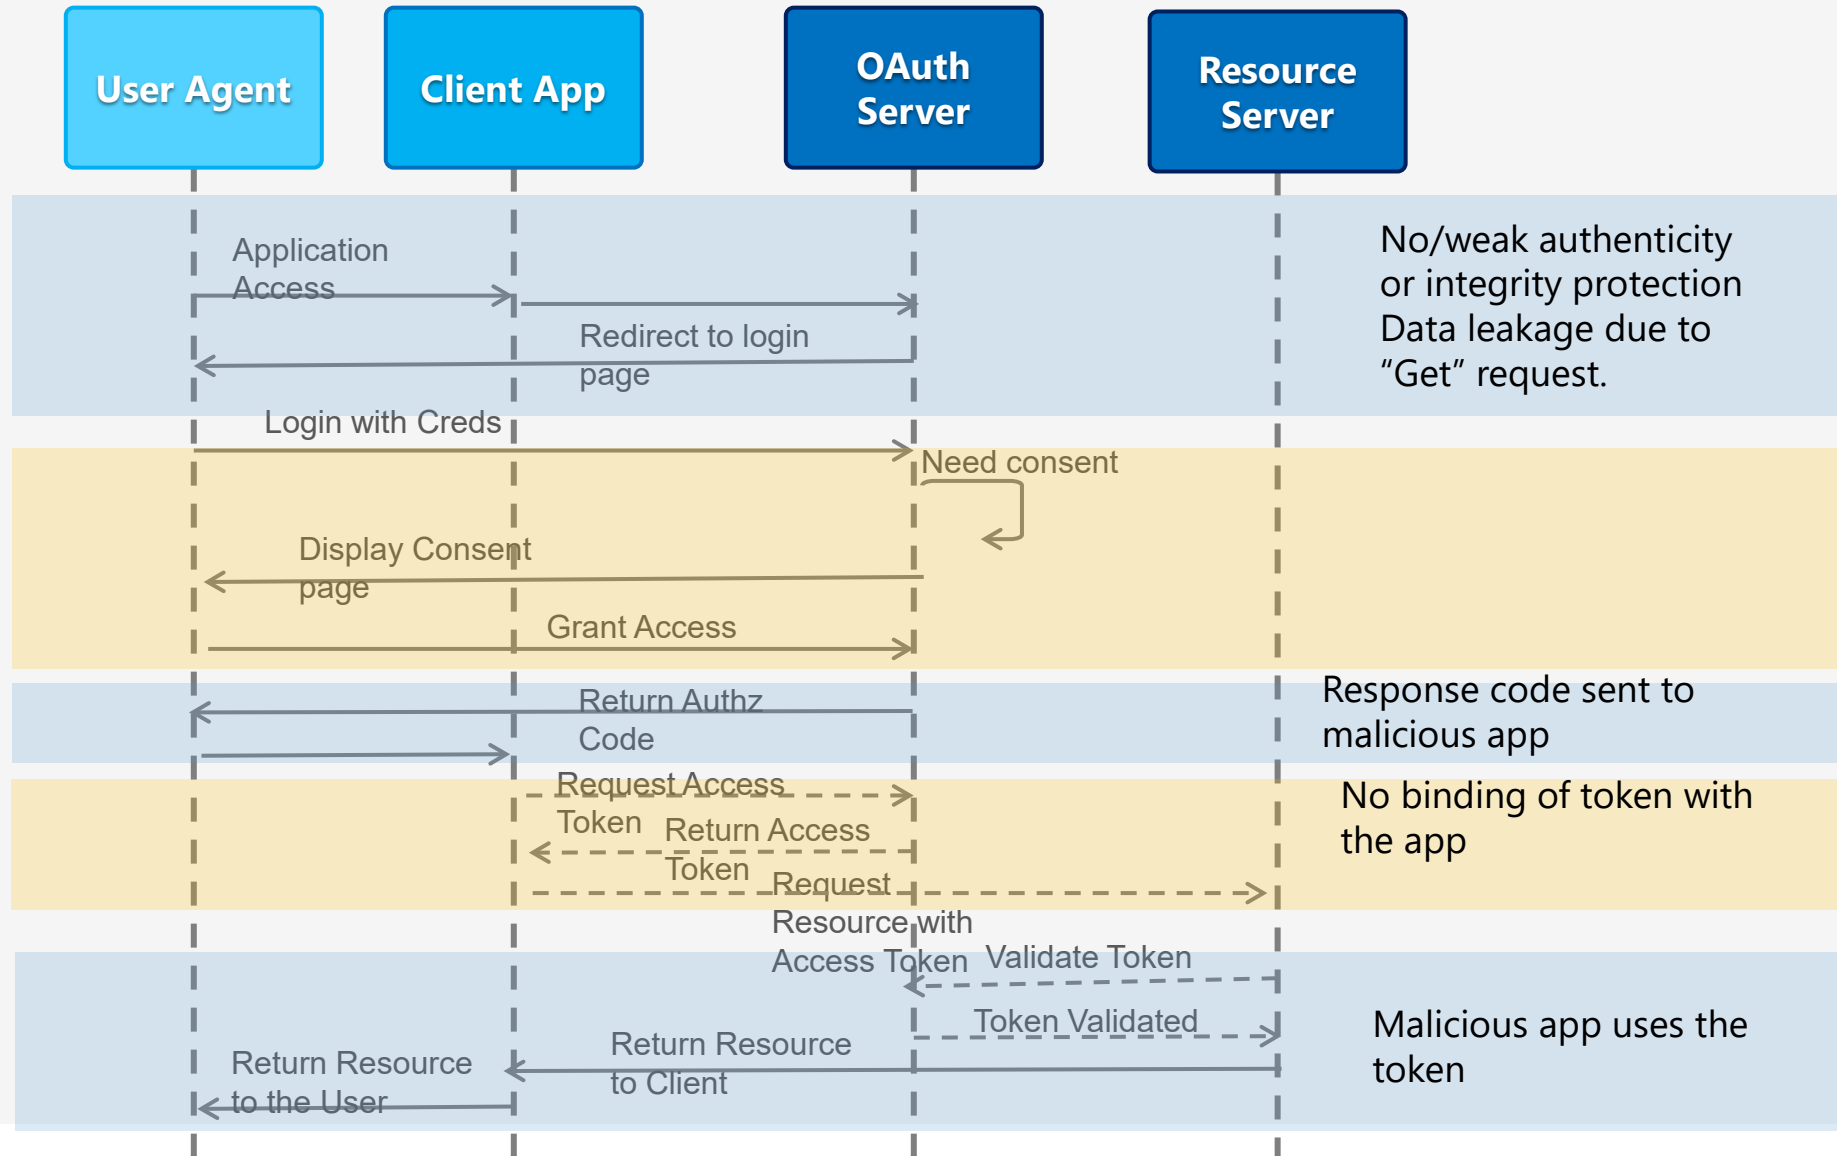 User Agent
Client App
OAuth
Server
Resource
Server
Application
Access
Redirect to login
page
No/weak authenticity
or integrity protection
Data leakage due to
“Get” request.
Login with Creds
Need consent
Display Consent
page
Grant Access
Return Authz
Code
Response code sent to
malicious app
Request Access
Token
Return Access
Token
No binding of token with
the app
Request
Resource with
Access Token
Validate Token
Token Validated
Return Resource
to Client
Return Resource
to the User
Malicious app uses the
token